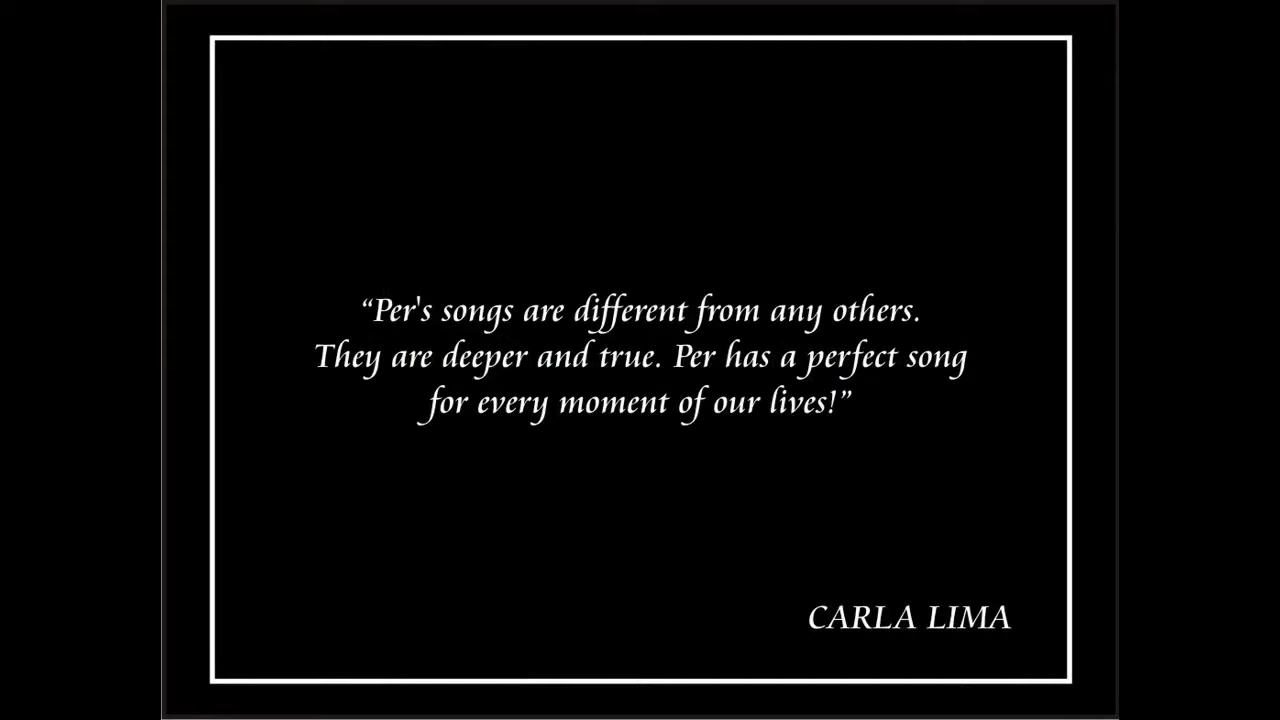 “Per's songs are different from any others.
They are deeper and true. Per has a perfect song
for every moment of our lives!”
CARLA LIMA